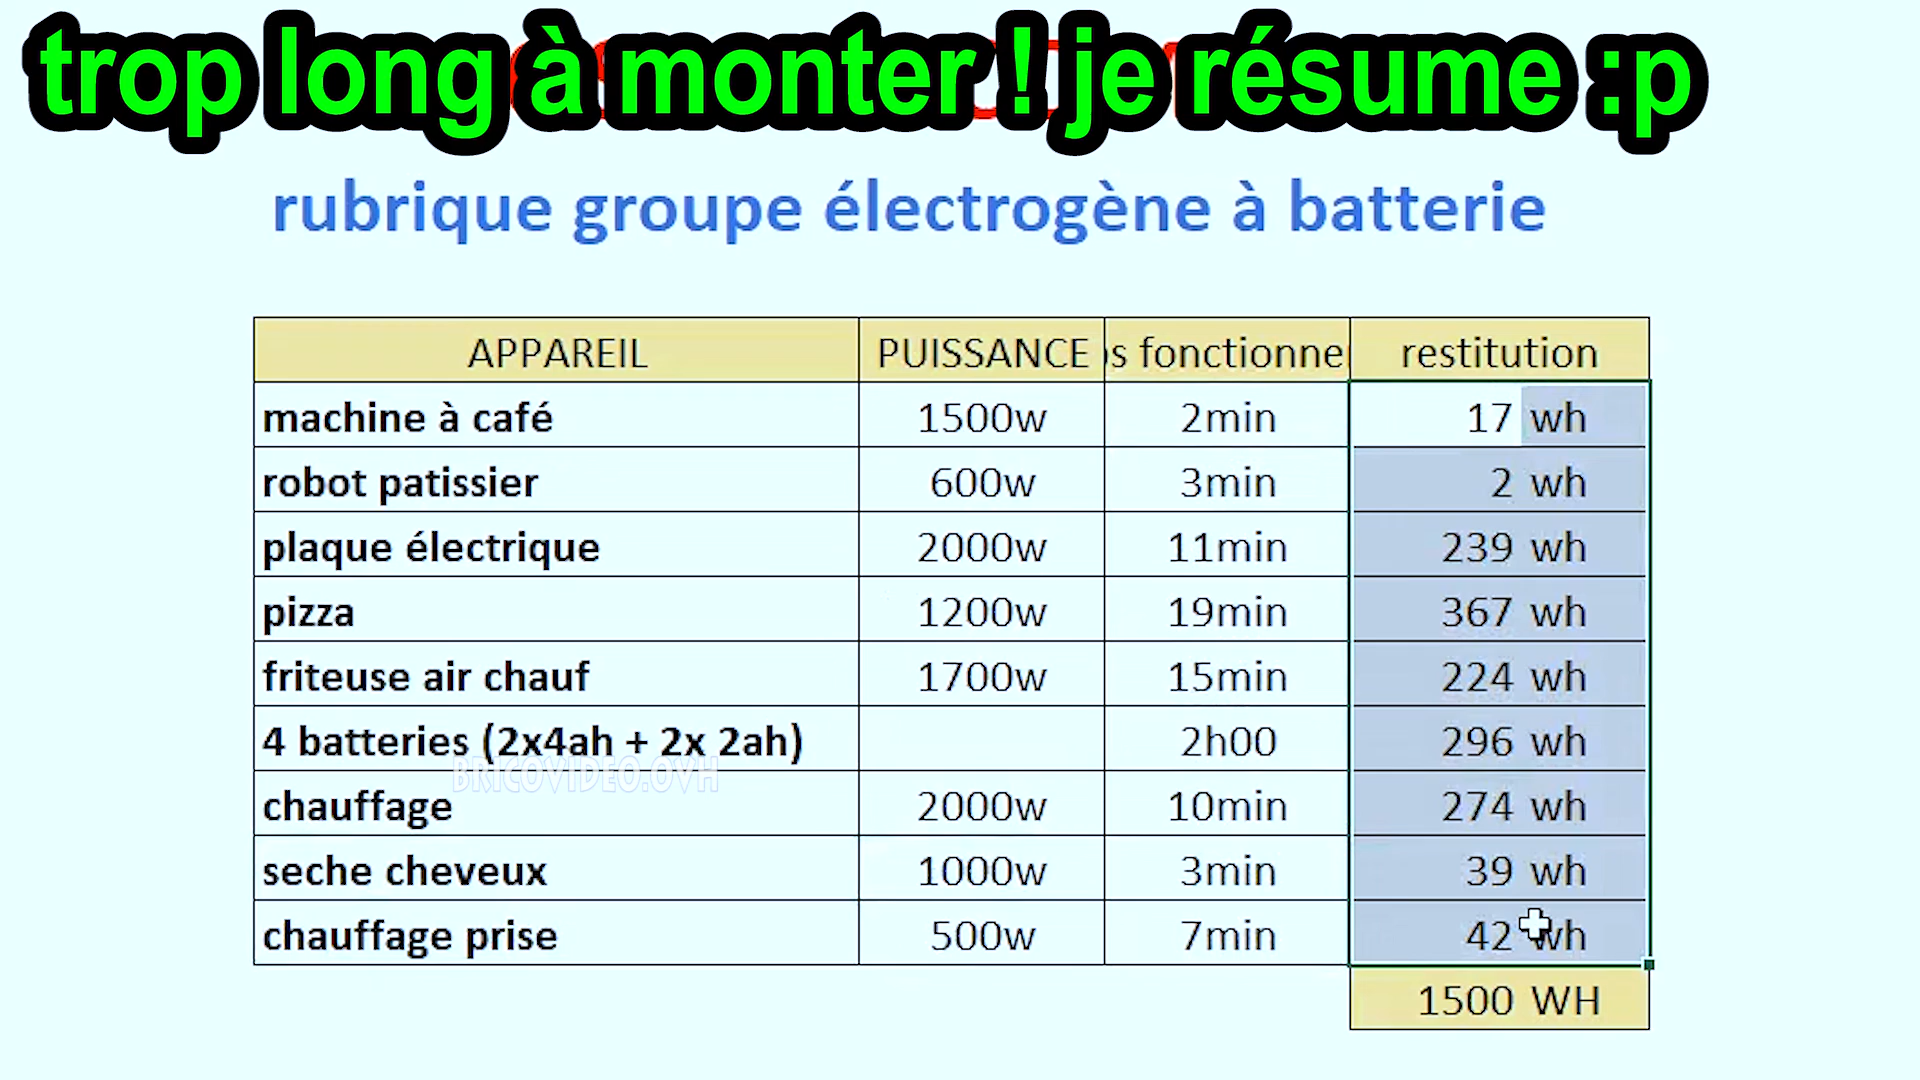 trop long à monter ! je résume :p
rubrique groupe électrogène à batterie
APPAREIL PUISSANCE fonctionne restitution
machine à café 1500w 2min 17 wh
robot patissier 600w 3min 2 wh
plaque électrique 2000w 11min 239 wh
pizza 1200w 19min 367 wh
friteuse air chauf 1700w 15min 224 wh
4 batteries (2x4ah + 2x 2ah) 2h00 296 wh
BRICOVIDEO.OVH
chauffage 2000w 10min 274 wh
seche cheveux 1000w 3min 39 wh
chauffage prise 500w 7min 42 wh
1500 WH